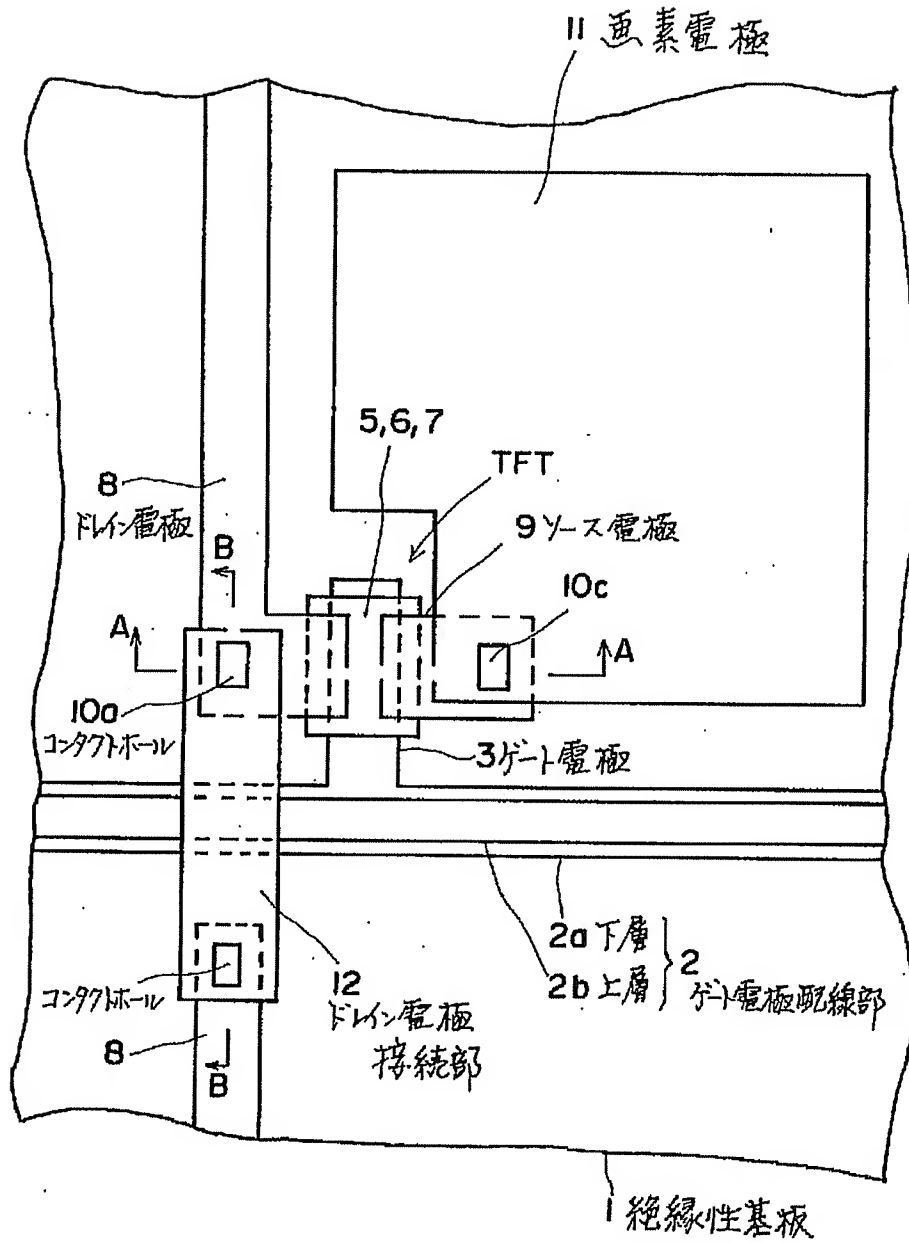 11 画素電極
5,6,7
TFT
8
ドレイン電極
B
9 ソース電極
10c
A
A
10a
コンタクトホール
3 ゲート電極
2a 下層
2b 上層
2
ゲート電極配線部
コンタクトホール
12
ドレイン電極
接続部
8
B
1 絶縁性基板